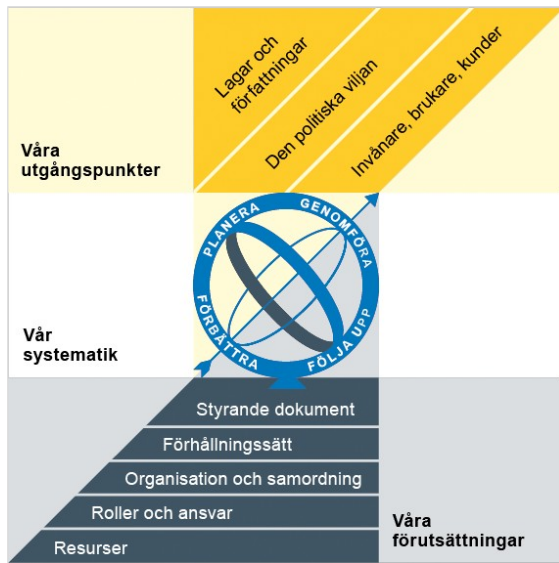 Lagar och
författningar
Den politiska viljan
Invånare, brukare, kunder
Våra
utgångspunkter
PLANERA
GENOMFÖRA
FÖRBÄTTRA
FÖLJA UPP
Vår
systematik
Styrande dokument
Förhållningssätt
Organisation och samordning
Roller och ansvar
Resurser
Våra
förutsättningar